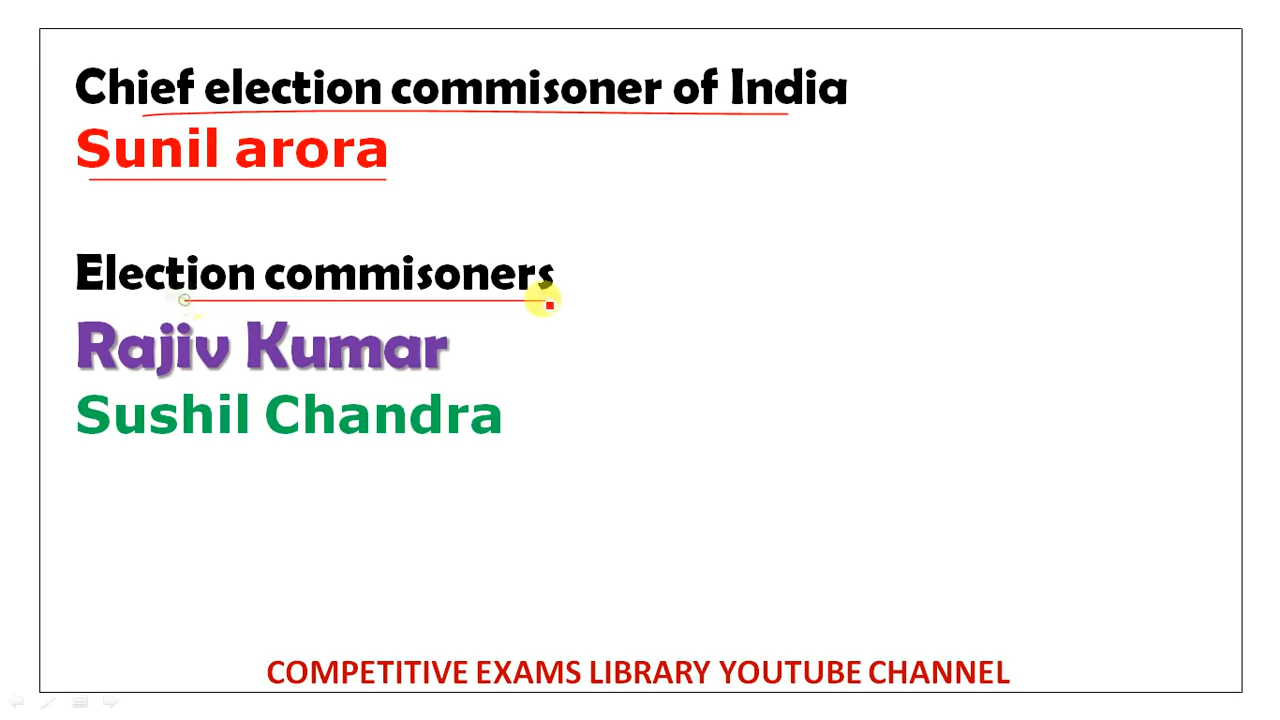 Chief election commisoner of India
Sunil arora
Election commisoners
Rajiv Kumar
Sushil Chandra
COMPETITIVE EXAMS LIBRARY YOUTUBE CHANNEL